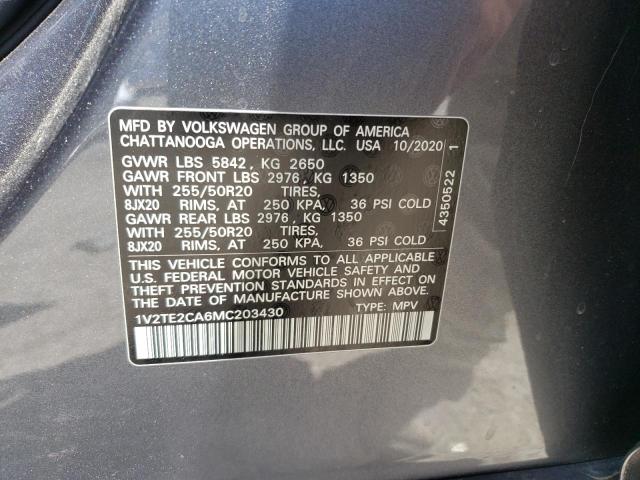 MFD BY VOLKSWAGEN GROUP OF AMERICA
CHATTANOOGA OPERATIONS, LLC. USA 10/2020
GVWR LBS 5842, KG 2650
GAWR FRONT LBS 2976, KG 1350
WITH 255/50R20 TIRES,
8JX20 RIMS, AT 250 KPA, 36 PSI COLD
GAWR REAR LBS 2976, KG 1350
WITH 255/50R20 TIRES,
8JX20 RIMS, AT 250 KPA, 36 PSI COLD
THIS VEHICLE CONFORMS TO ALL APPLICABLE
U.S. FEDERAL MOTOR VEHICLE SAFETY AND
THEFT PREVENTION STANDARDS IN EFFECT ON
THE DATE OF MANUFACTURE SHOWN ABOVE.
1V2TE2CA6MC203430 TYPE: MPV
4350522 1